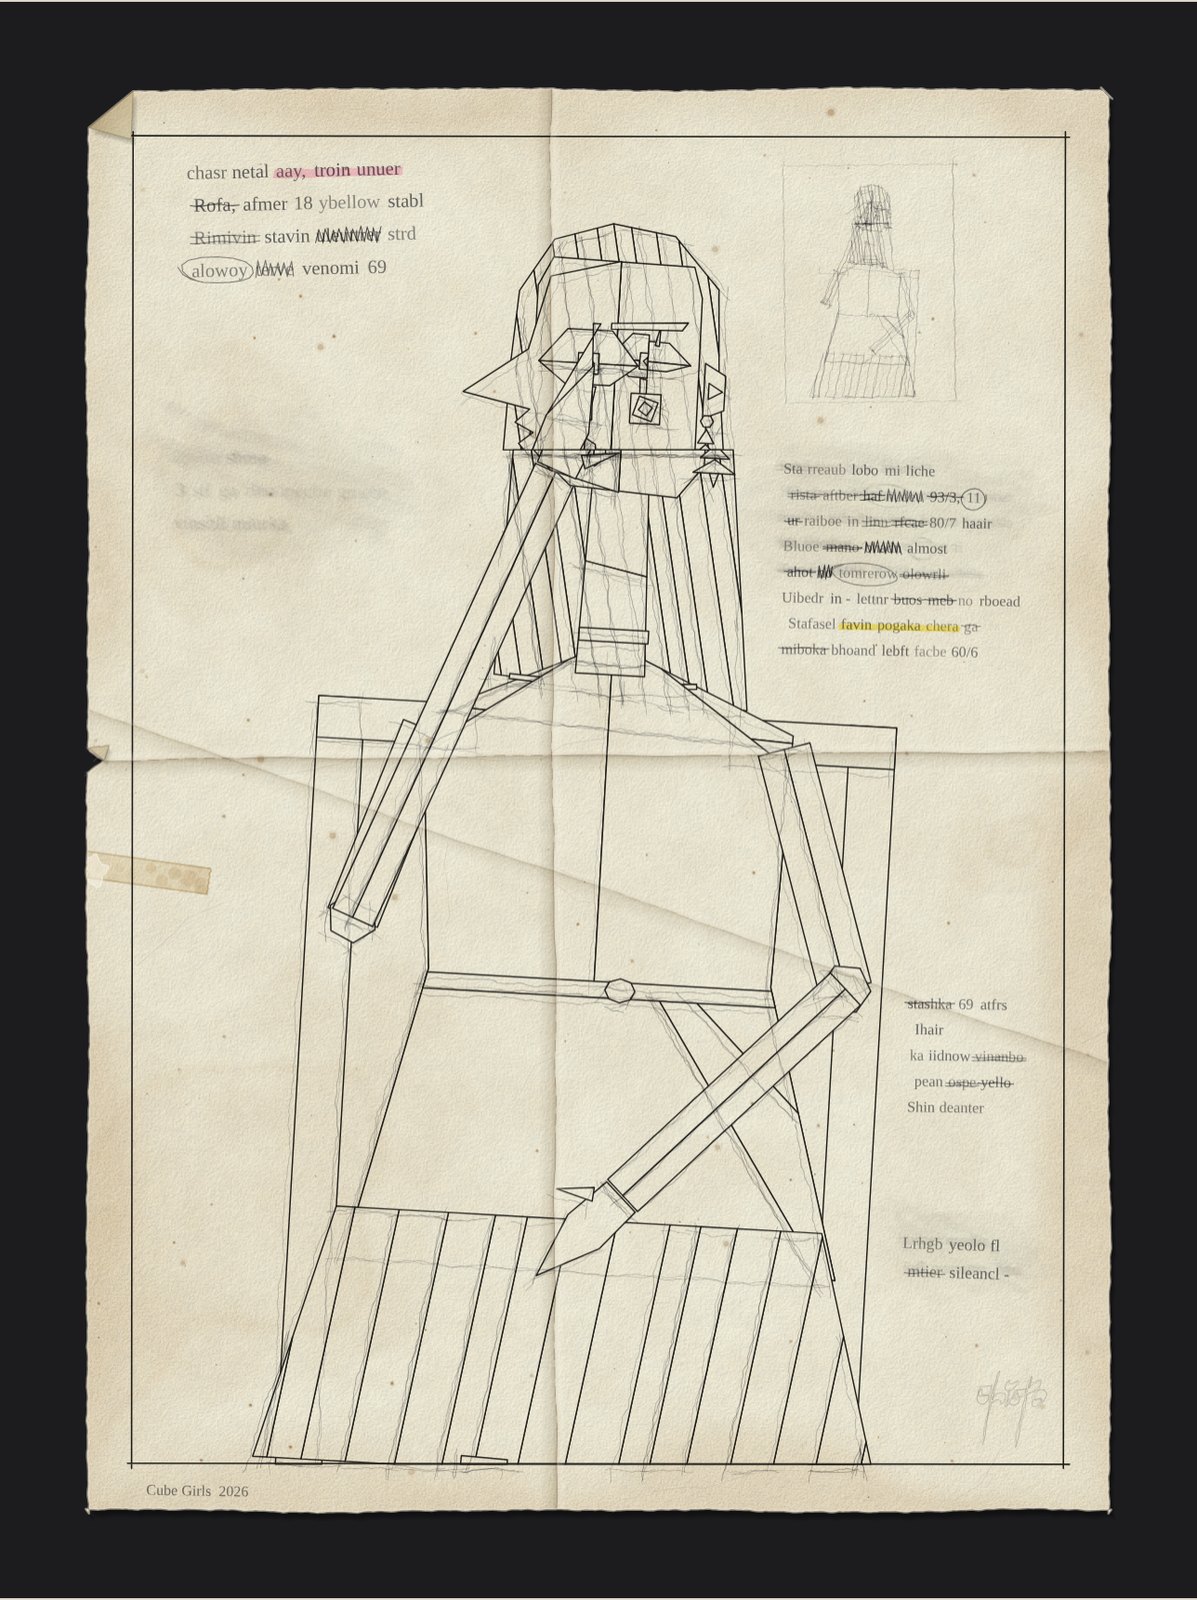 chasr netal aay, troin unuer
Rofa, afmer 18 ybellow stabl
Rimivin stavin strd
alowoy venomi 69
Sta rreaub lobo mi liche
rista aftber haf 93/3, 11
ur raiboe in linn rfcae 80/7 haair
Bluoe mano almost
ahot tomrerow, olowrli
Uibedr in - lettnr buos meb no rboead
Stafasel favin pogaka chera ga
miboka bhoand lebft facbe 60/6
stashka 69 atfrs
Ihair
ka iidnow vinanbo
pean ospe yello
Shin deanter
Lrhgb yeolo fl
mtier sileancl -
Cube Girls 2026